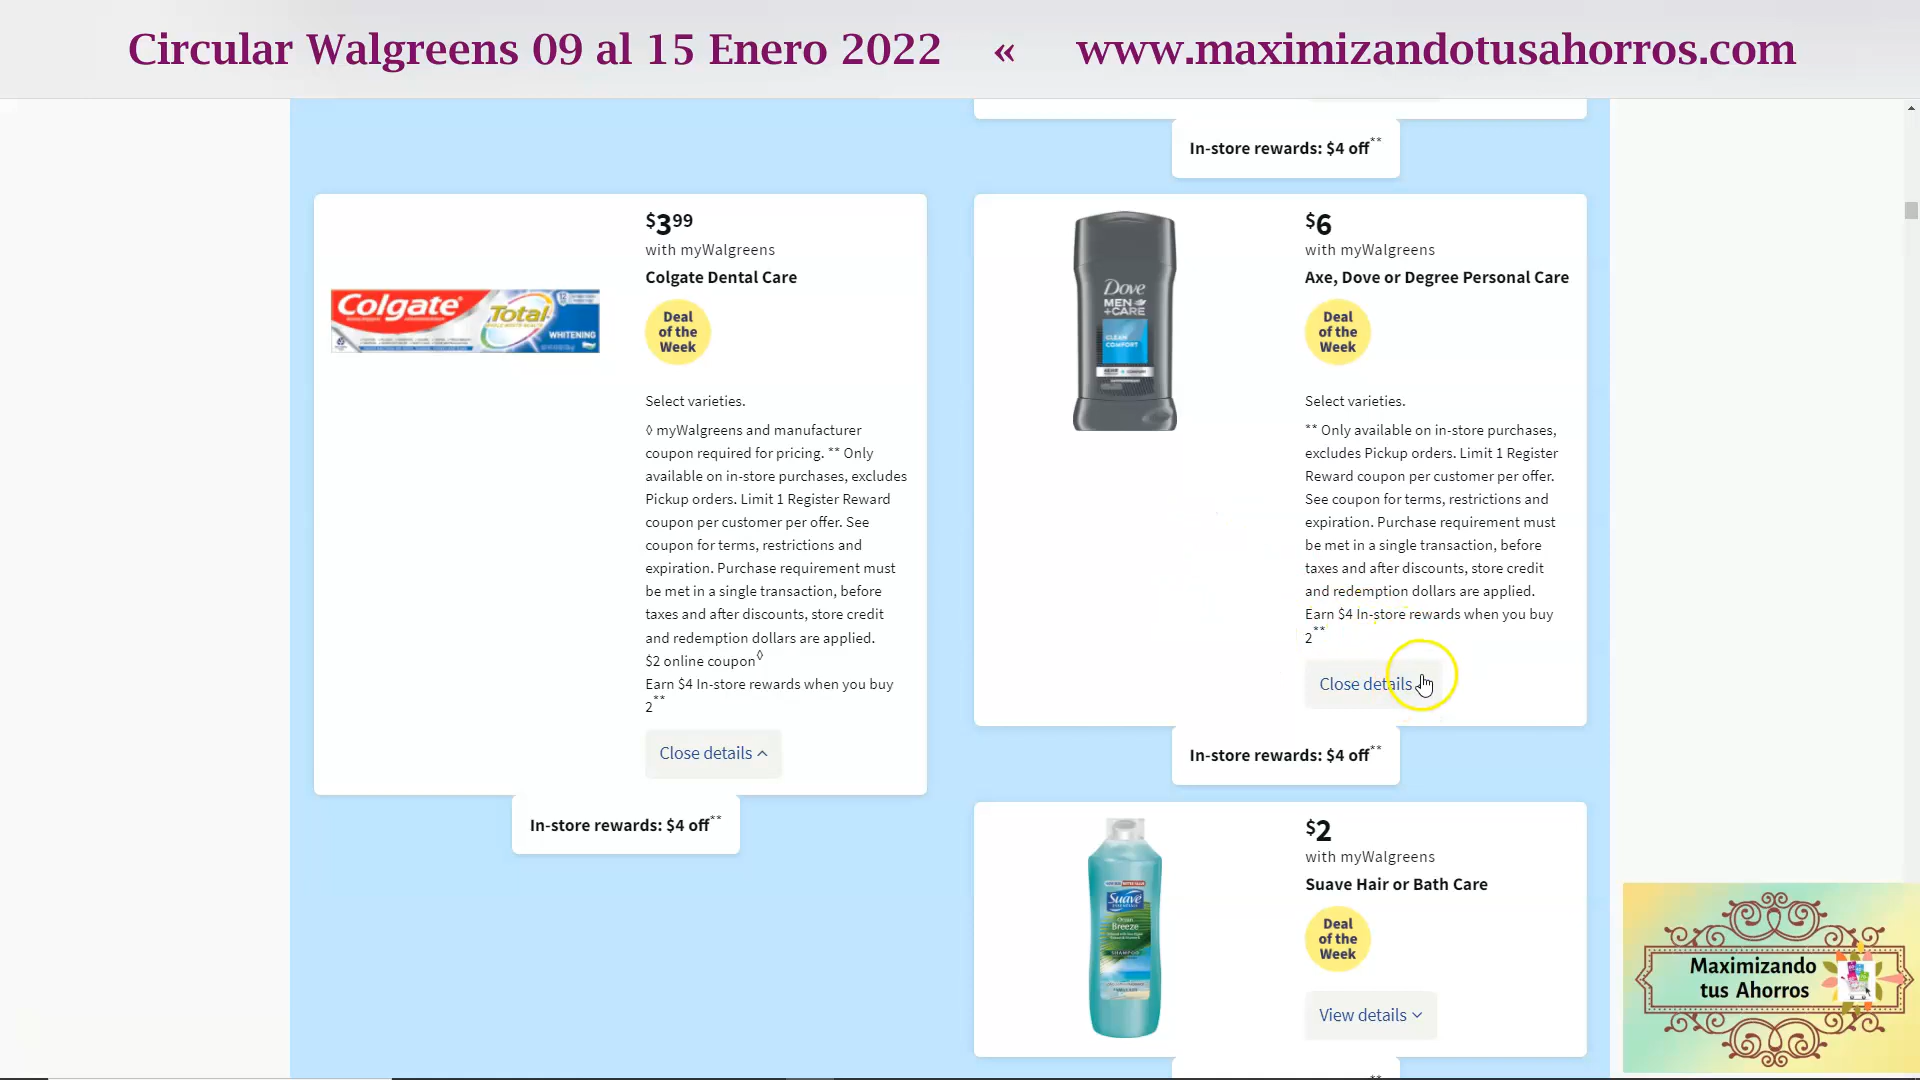 Circular Walgreens 09 al 15 Enero 2022 « www.maximizandotusahorros.com
In-store rewards: $4 off**
$3.99
with myWalgreens
Colgate Dental Care
Deal
of the
Week
Colgate
Total
WHITENING
Select varieties.
◊ myWalgreens and manufacturer
coupon required for pricing. ** Only
available on in-store purchases, excludes
Pickup orders. Limit 1 Register Reward
coupon per customer per offer. See
coupon for terms, restrictions and
expiration. Purchase requirement must
be met in a single transaction, before
taxes and after discounts, store credit
and redemption dollars are applied.
$2 online coupon◊
Earn $4 In-store rewards when you buy
2**
Close details
In-store rewards: $4 off**
$6
with myWalgreens
Axe, Dove or Degree Personal Care
Deal
of the
Week
Dove
MEN
+CARE
CLEAN
COMFORT
Select varieties.
** Only available on in-store purchases,
excludes Pickup orders. Limit 1 Register
Reward coupon per customer per offer.
See coupon for terms, restrictions and
expiration. Purchase requirement must
be met in a single transaction, before
taxes and after discounts, store credit
and redemption dollars are applied.
Earn $4 In-store rewards when you buy
2**
Close details
In-store rewards: $4 off**
$2
with myWalgreens
Suave Hair or Bath Care
Deal
of the
Week
Suave
Ocean
Breeze
SHAMPOO
View details
**
Maximizando
tus Ahorros